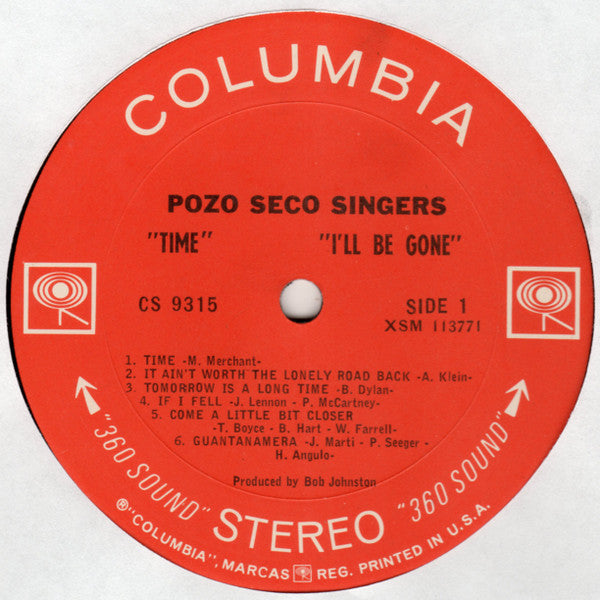 COLUMBIA
POZO SECO SINGERS
"TIME" "I'LL BE GONE"
CS 9315 SIDE 1
XSM 113771
1. TIME -M. Merchant-
2. IT AIN'T WORTH THE LONELY ROAD BACK -A. Klein-
3. TOMORROW IS A LONG TIME -B. Dylan-
4. IF I FELL -J. Lennon - P. McCartney-
5. COME A LITTLE BIT CLOSER
-T. Boyce - B. Hart - W. Farrell-
6. GUANTANAMERA -J. Marti - P. Seeger -
H. Angulo-
Produced by Bob Johnston
"360 SOUND" STEREO "360 SOUND"
®"COLUMBIA", MARCAS REG. PRINTED IN U.S.A.